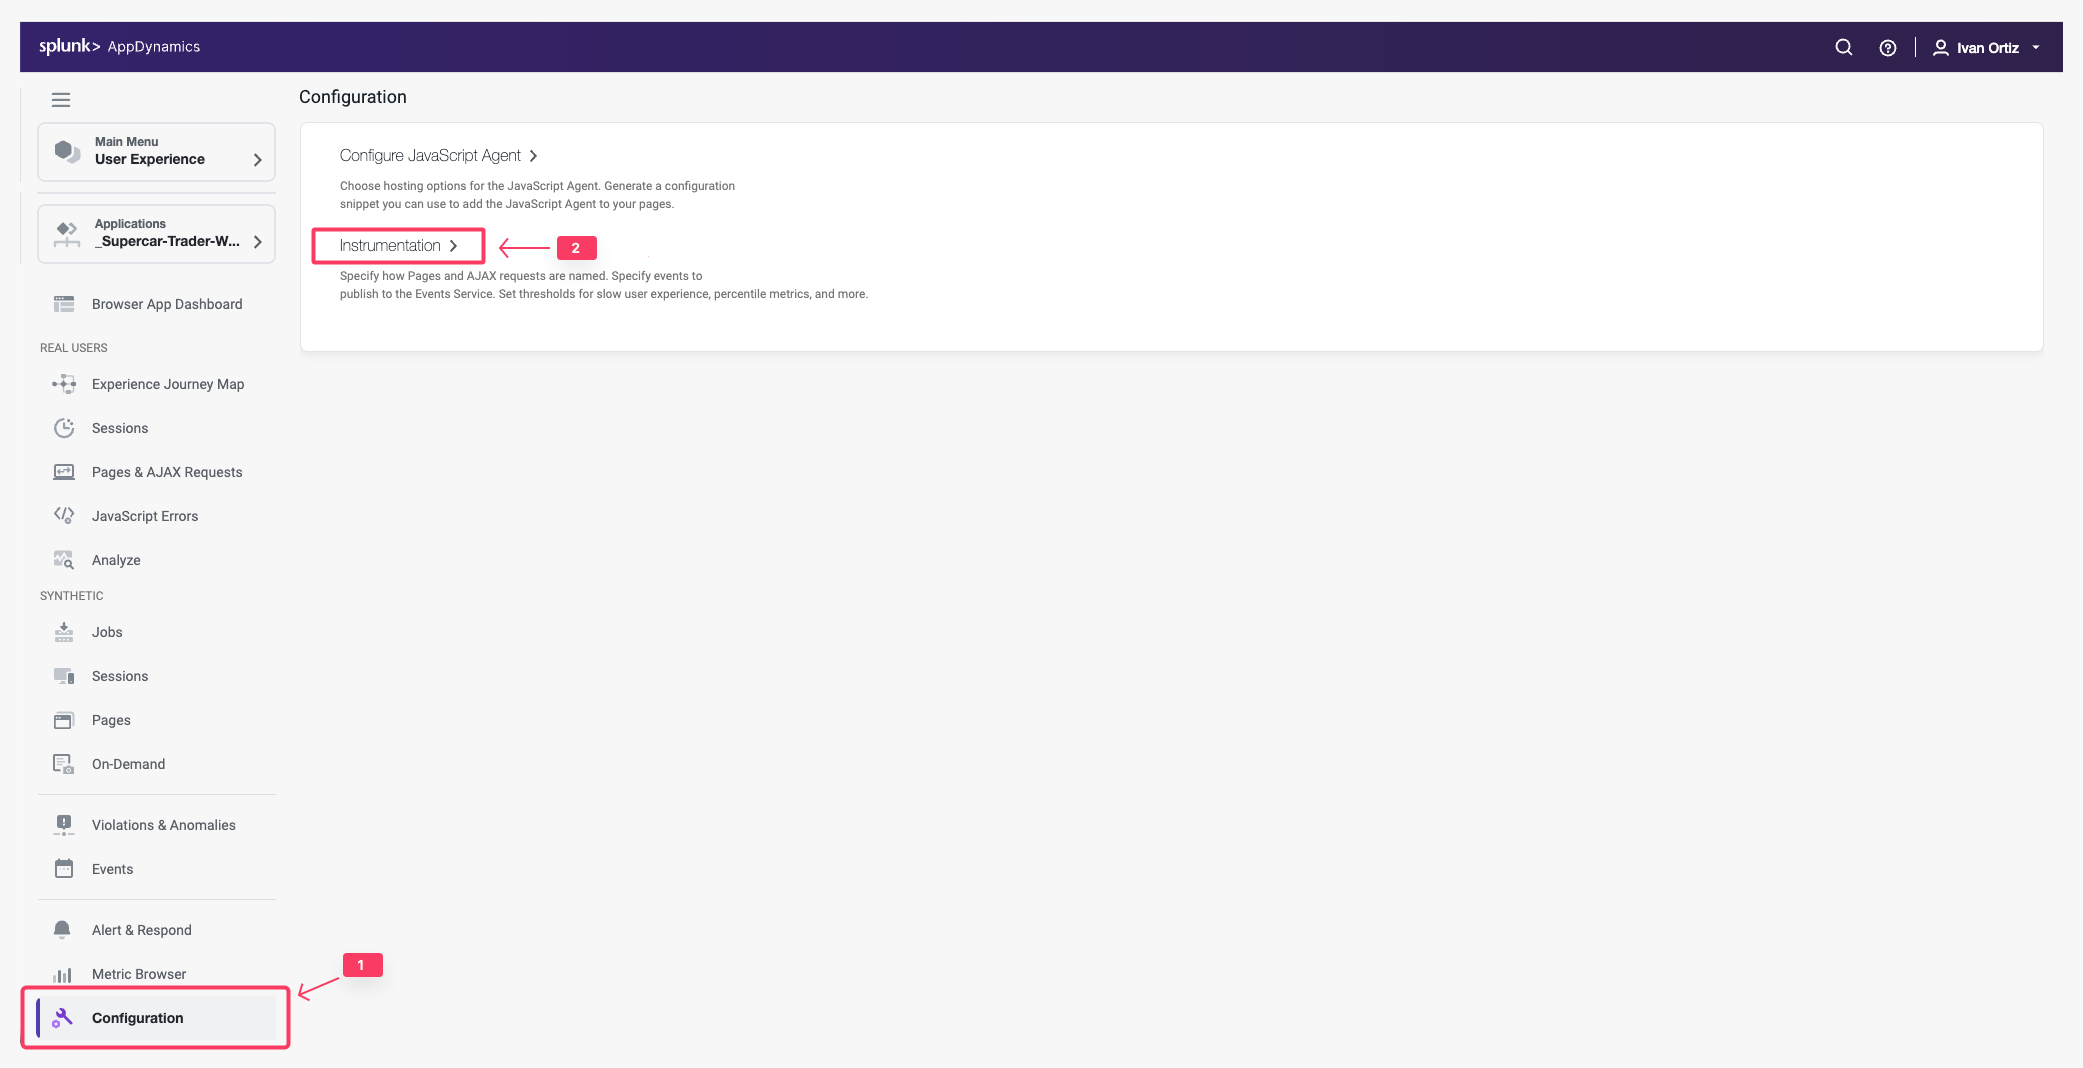 splunk> AppDynamics
Ivan Ortiz
Main Menu
User Experience
Applications
_Supercar-Trader-W...
Browser App Dashboard
REAL USERS
Experience Journey Map
Sessions
Pages & AJAX Requests
JavaScript Errors
Analyze
SYNTHETIC
Jobs
Sessions
Pages
On-Demand
Violations & Anomalies
Events
Alert & Respond
Metric Browser
Configuration
1
Configuration
Configure JavaScript Agent
Choose hosting options for the JavaScript Agent. Generate a configuration
snippet you can use to add the JavaScript Agent to your pages.
Instrumentation
2
Specify how Pages and AJAX requests are named. Specify events to
publish to the Events Service. Set thresholds for slow user experience, percentile metrics, and more.